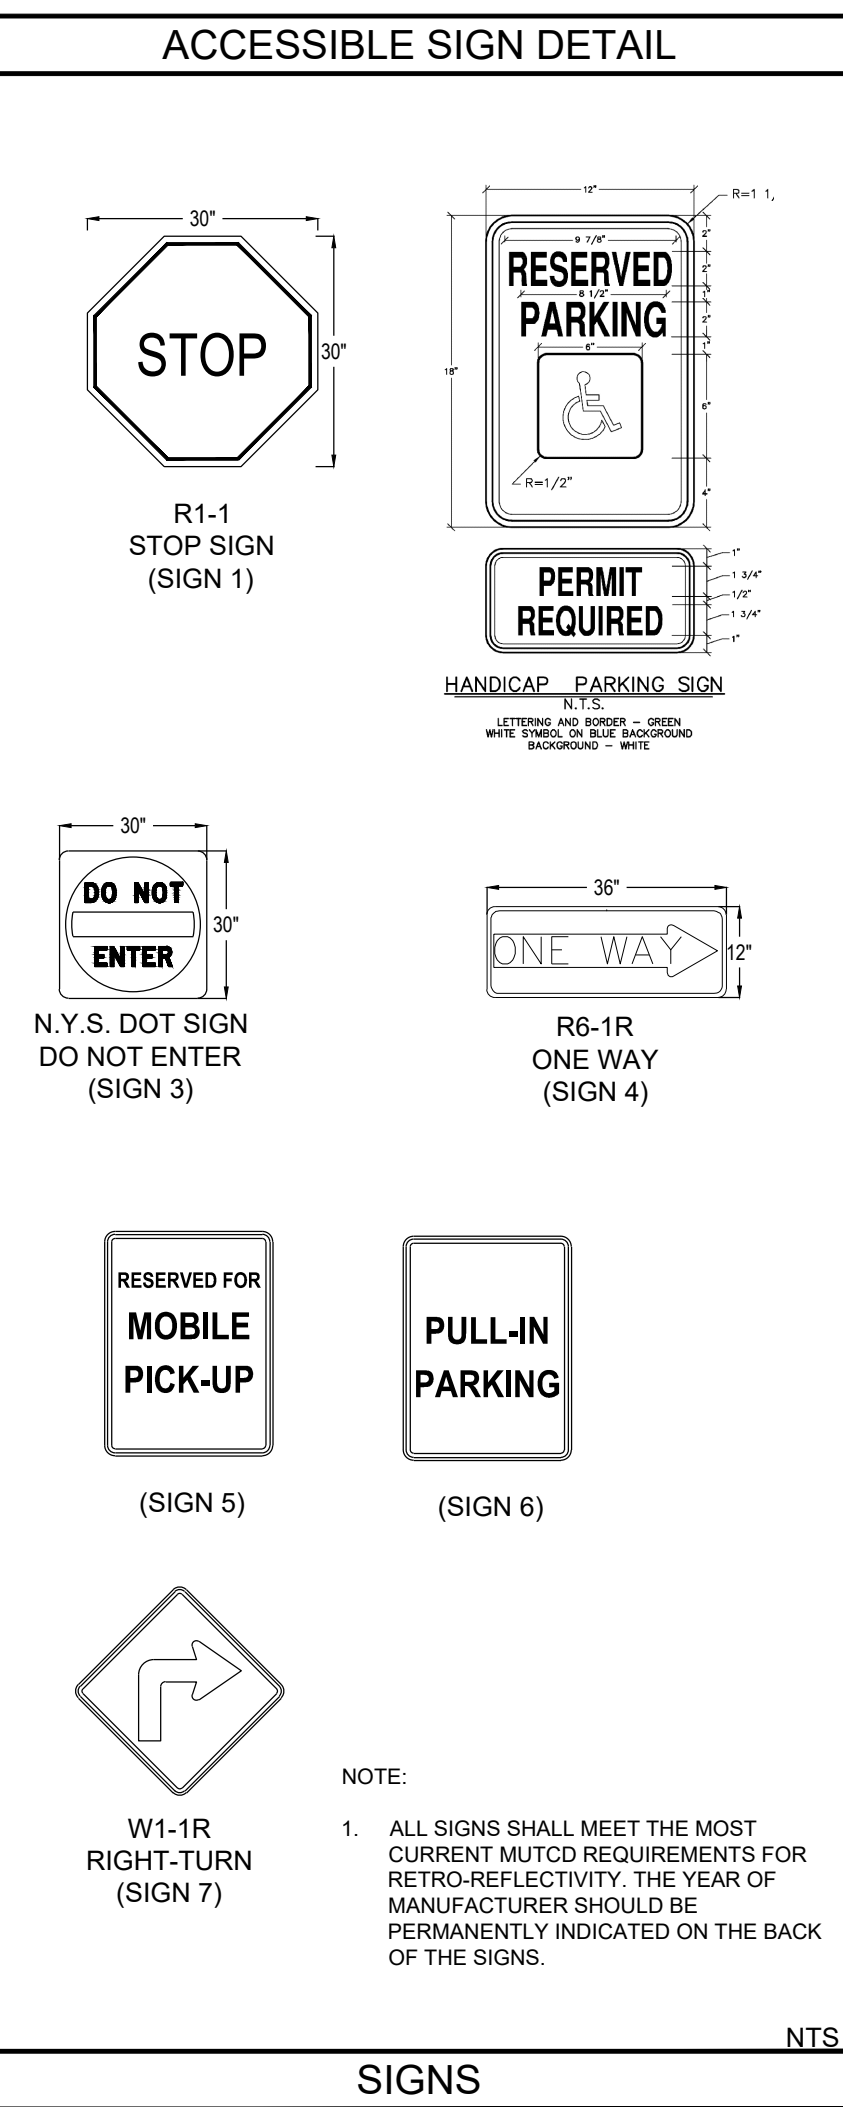 ACCESSIBLE SIGN DETAIL
30"
30"
STOP
R1-1
STOP SIGN
(SIGN 1)
12"
R=1 1,
18"
9 7/8"
RESERVED
8 1/2"
PARKING
6"
R=1/2"
2"
2"
1"
2"
1"
6"
4"
PERMIT
REQUIRED
1"
1 3/4"
1/2"
1 3/4"
1"
HANDICAP PARKING SIGN
N.T.S.
LETTERING AND BORDER – GREEN
WHITE SYMBOL ON BLUE BACKGROUND
BACKGROUND – WHITE
30"
30"
DO NOT
ENTER
N.Y.S. DOT SIGN
DO NOT ENTER
(SIGN 3)
36"
12"
ONE WAY
R6-1R
ONE WAY
(SIGN 4)
RESERVED FOR
MOBILE
PICK-UP
(SIGN 5)
PULL-IN
PARKING
(SIGN 6)
W1-1R
RIGHT-TURN
(SIGN 7)
NOTE:
1. ALL SIGNS SHALL MEET THE MOST
CURRENT MUTCD REQUIREMENTS FOR
RETRO-REFLECTIVITY. THE YEAR OF
MANUFACTURER SHOULD BE
PERMANENTLY INDICATED ON THE BACK
OF THE SIGNS.
NTS
SIGNS